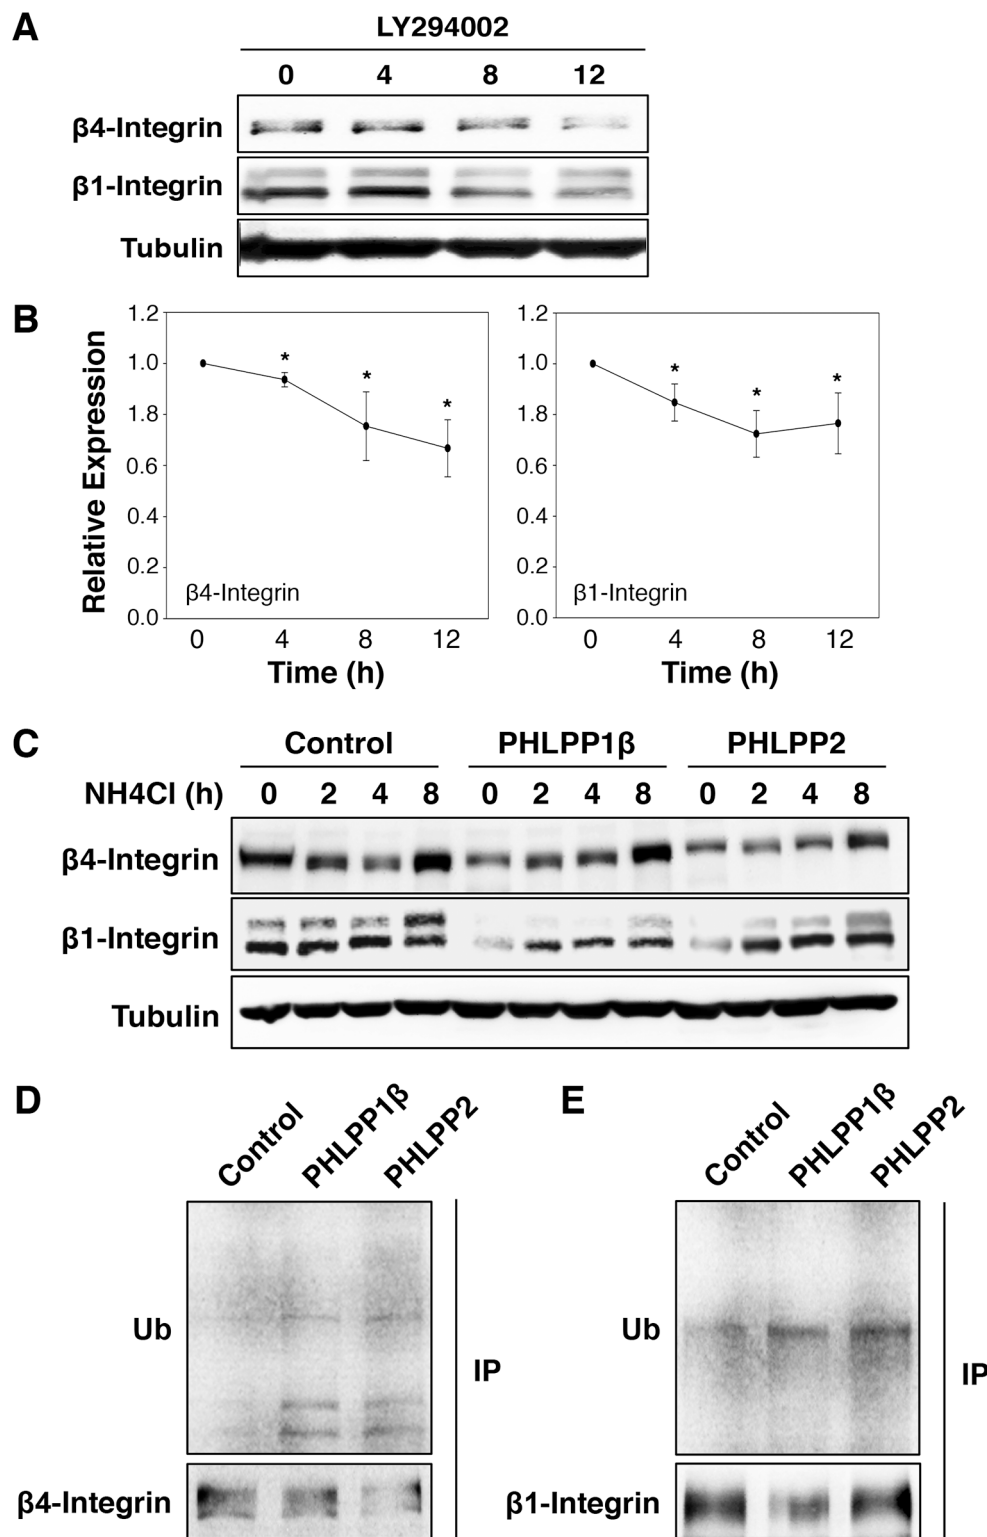 A
LY294002
0 4 8 12
β4-Integrin
β1-Integrin
Tubulin
B
Relative Expression
1.2
1.0
1.8
0.6
0.4
0.2
0.0
β4-Integrin
0 4 8 12
Time (h)
1.2
1.0
1.8
0.6
0.4
0.2
0.0
β1-Integrin
0 4 8 12
Time (h)
* * *
* * *
C
Control PHLPP1β PHLPP2
NH4Cl (h) 0 2 4 8 0 2 4 8 0 2 4 8
β4-Integrin
β1-Integrin
Tubulin
D
Control PHLPP1β PHLPP2
Ub
IP
β4-Integrin
E
Control PHLPP1β PHLPP2
Ub
IP
β1-Integrin